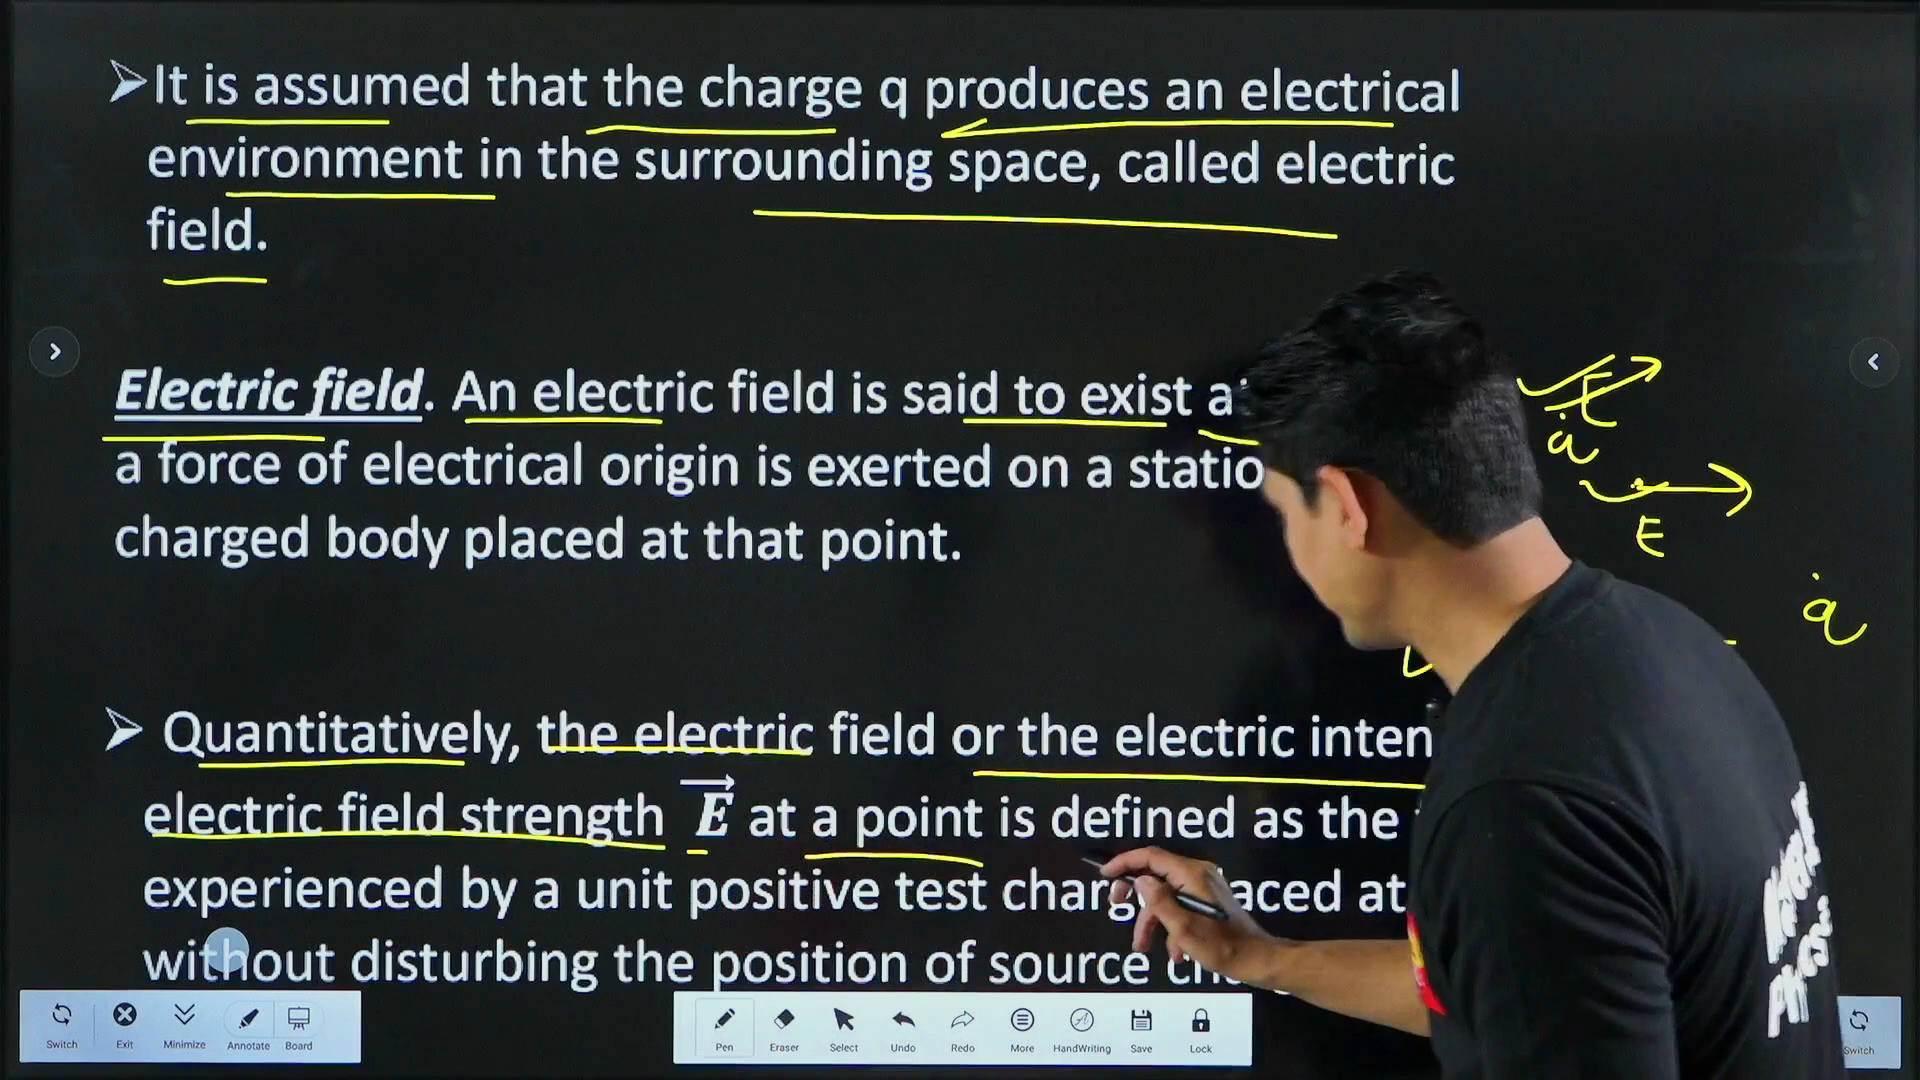 ➢It is assumed that the charge q produces an electrical
environment in the surrounding space, called electric
field.
Electric field. An electric field is said to exist
a force of electrical origin is exerted on a
charged body placed at that point.
E
a
E
q
➢ Quantitatively, the electric field or the electric
electric field strength E at a point is defined as the
experienced by a unit positive test at
without disturbing the position of source
Switch Exit Minimize Annotate Board
Pen Eraser Select Undo Redo More HandWriting Save Lock
Switch